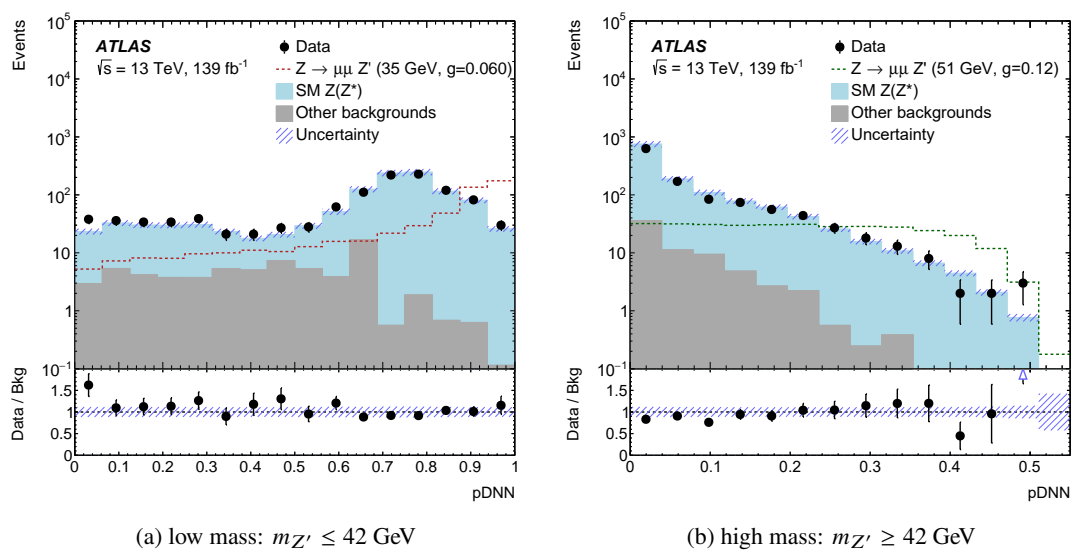 Events
10⁵
10⁴
10³
10²
10
1
10⁻¹
ATLAS
√s = 13 TeV, 139 fb⁻¹
Data
Z → μμ Z' (35 GeV, g=0.060)
SM Z(Z*)
Other backgrounds
Uncertainty
Data / Bkg
1.5
1
0.5
0
0 0.1 0.2 0.3 0.4 0.5 0.6 0.7 0.8 0.9 1
pDNN
(a) low mass: m_Z′ ≤ 42 GeV
Events
10⁵
10⁴
10³
10²
10
1
10⁻¹
ATLAS
√s = 13 TeV, 139 fb⁻¹
Data
Z → μμ Z' (51 GeV, g=0.12)
SM Z(Z*)
Other backgrounds
Uncertainty
Data / Bkg
1.5
1
0.5
0
0 0.1 0.2 0.3 0.4 0.5
pDNN
(b) high mass: m_Z′ ≥ 42 GeV